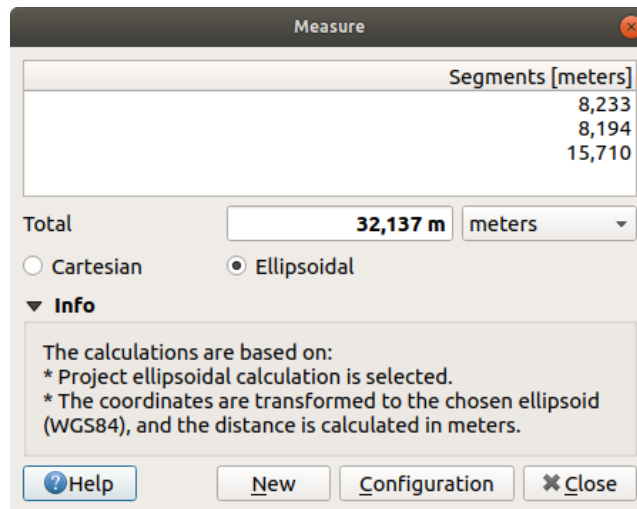 Measure
Segments [meters]
8,233
8,194
15,710
Total 32,137 m meters
Cartesian Ellipsoidal
Info
The calculations are based on:
* Project ellipsoidal calculation is selected.
* The coordinates are transformed to the chosen ellipsoid
(WGS84), and the distance is calculated in meters.
Help New Configuration Close